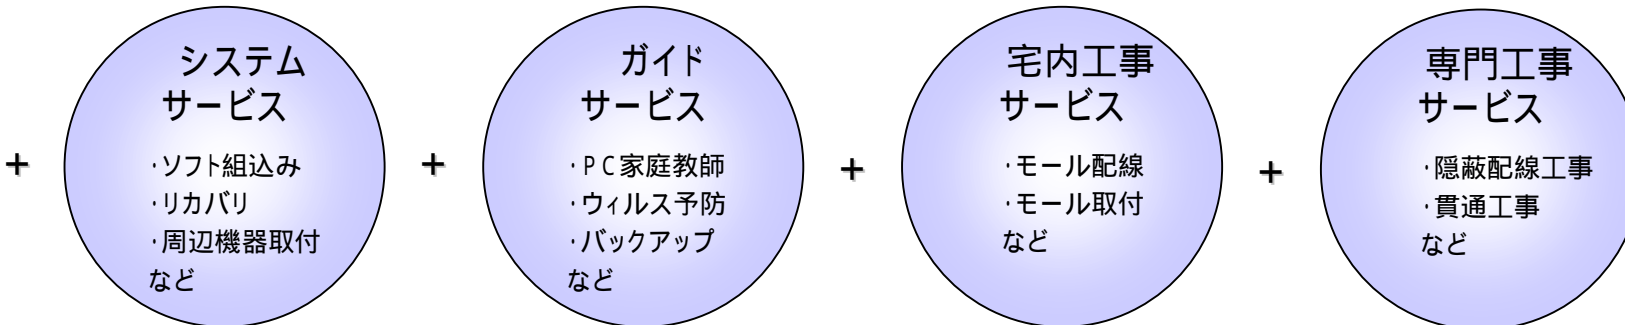 +
システム
サービス
・ソフト組込み
・リカバリ
・周辺機器取付
など
+
ガイド
サービス
・PC家庭教師
・ウィルス予防
・バックアップ
など
+
宅内工事
サービス
・モール配線
・モール取付
など
+
専門工事
サービス
・隠蔽配線工事
・貫通工事
など